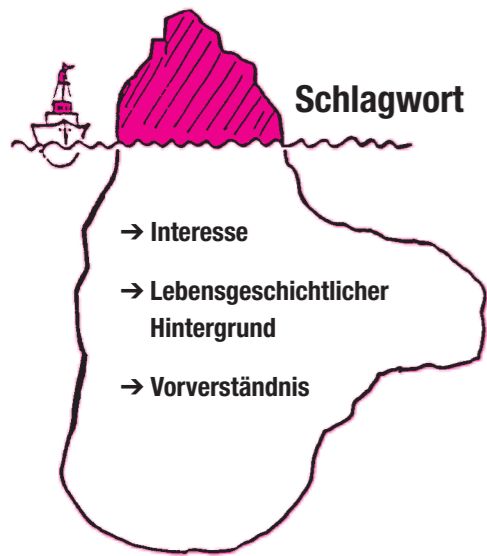 Schlagwort
→ Interesse
→ Lebensgeschichtlicher
Hintergrund
→ Vorverständnis